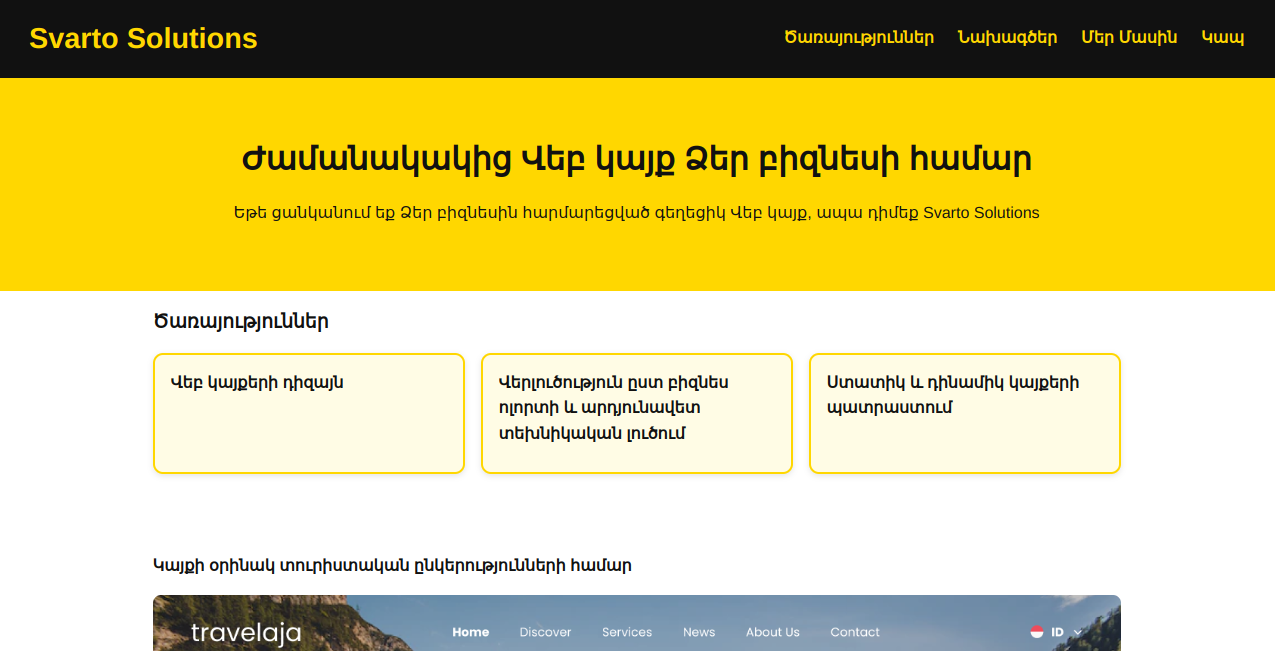 Svarto Solutions
Ծառայություններ Նախագծեր Մեր Մասին Կապ
Ժամանակակից Վեբ կայք Ձեր բիզնեսի համար
Եթե ցանկանում եք Ձեր բիզնեսին հարմարեցված գեղեցիկ Վեբ կայք, ապա դիմեք Svarto Solutions
Ծառայություններ
Վեբ կայքերի դիզայն
Վերլուծություն ըստ բիզնես
ոլորտի և արդյունավետ
տեխնիկական լուծում
Ստատիկ և դինամիկ կայքերի
պատրաստում
Կայքի օրինակ տուրիստական ընկերությունների համար
travelaja
Home Discover Services News About Us Contact
ID